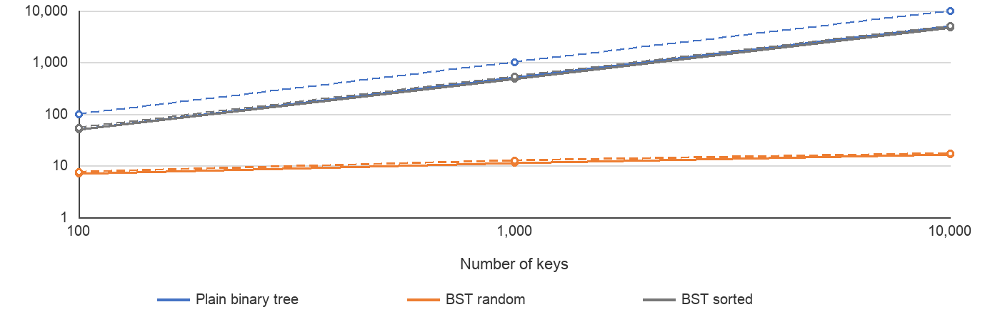 10,000
1,000
100
10
1
100 1,000 10,000
Number of keys
Plain binary tree BST random BST sorted